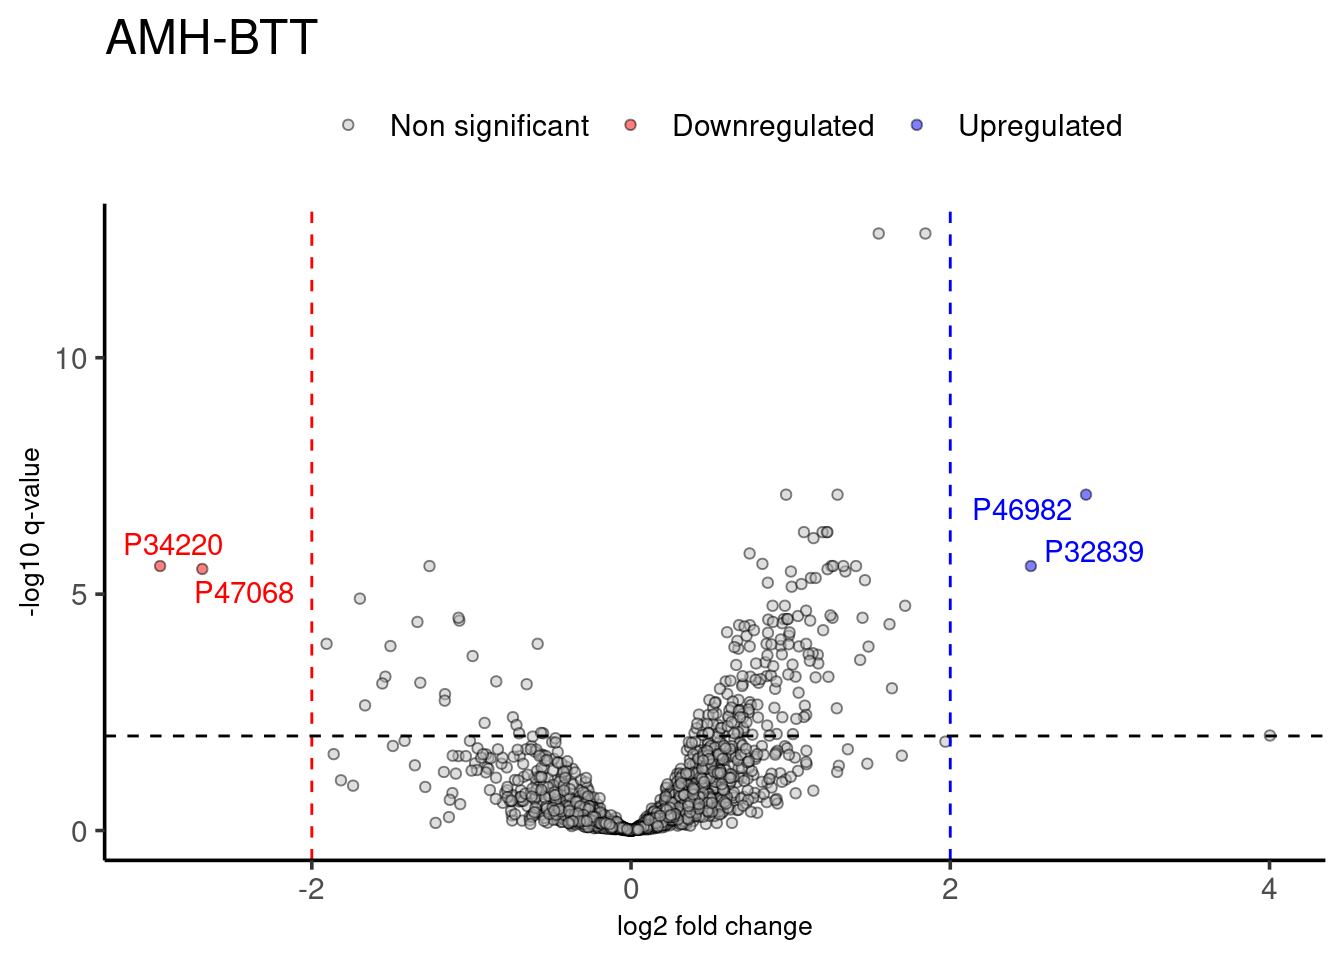 AMH-BTT
Non significant Downregulated Upregulated
10
5
0
-log10 q-value
P46982
P34220
P32839
P47068
-2 0 2 4
log2 fold change